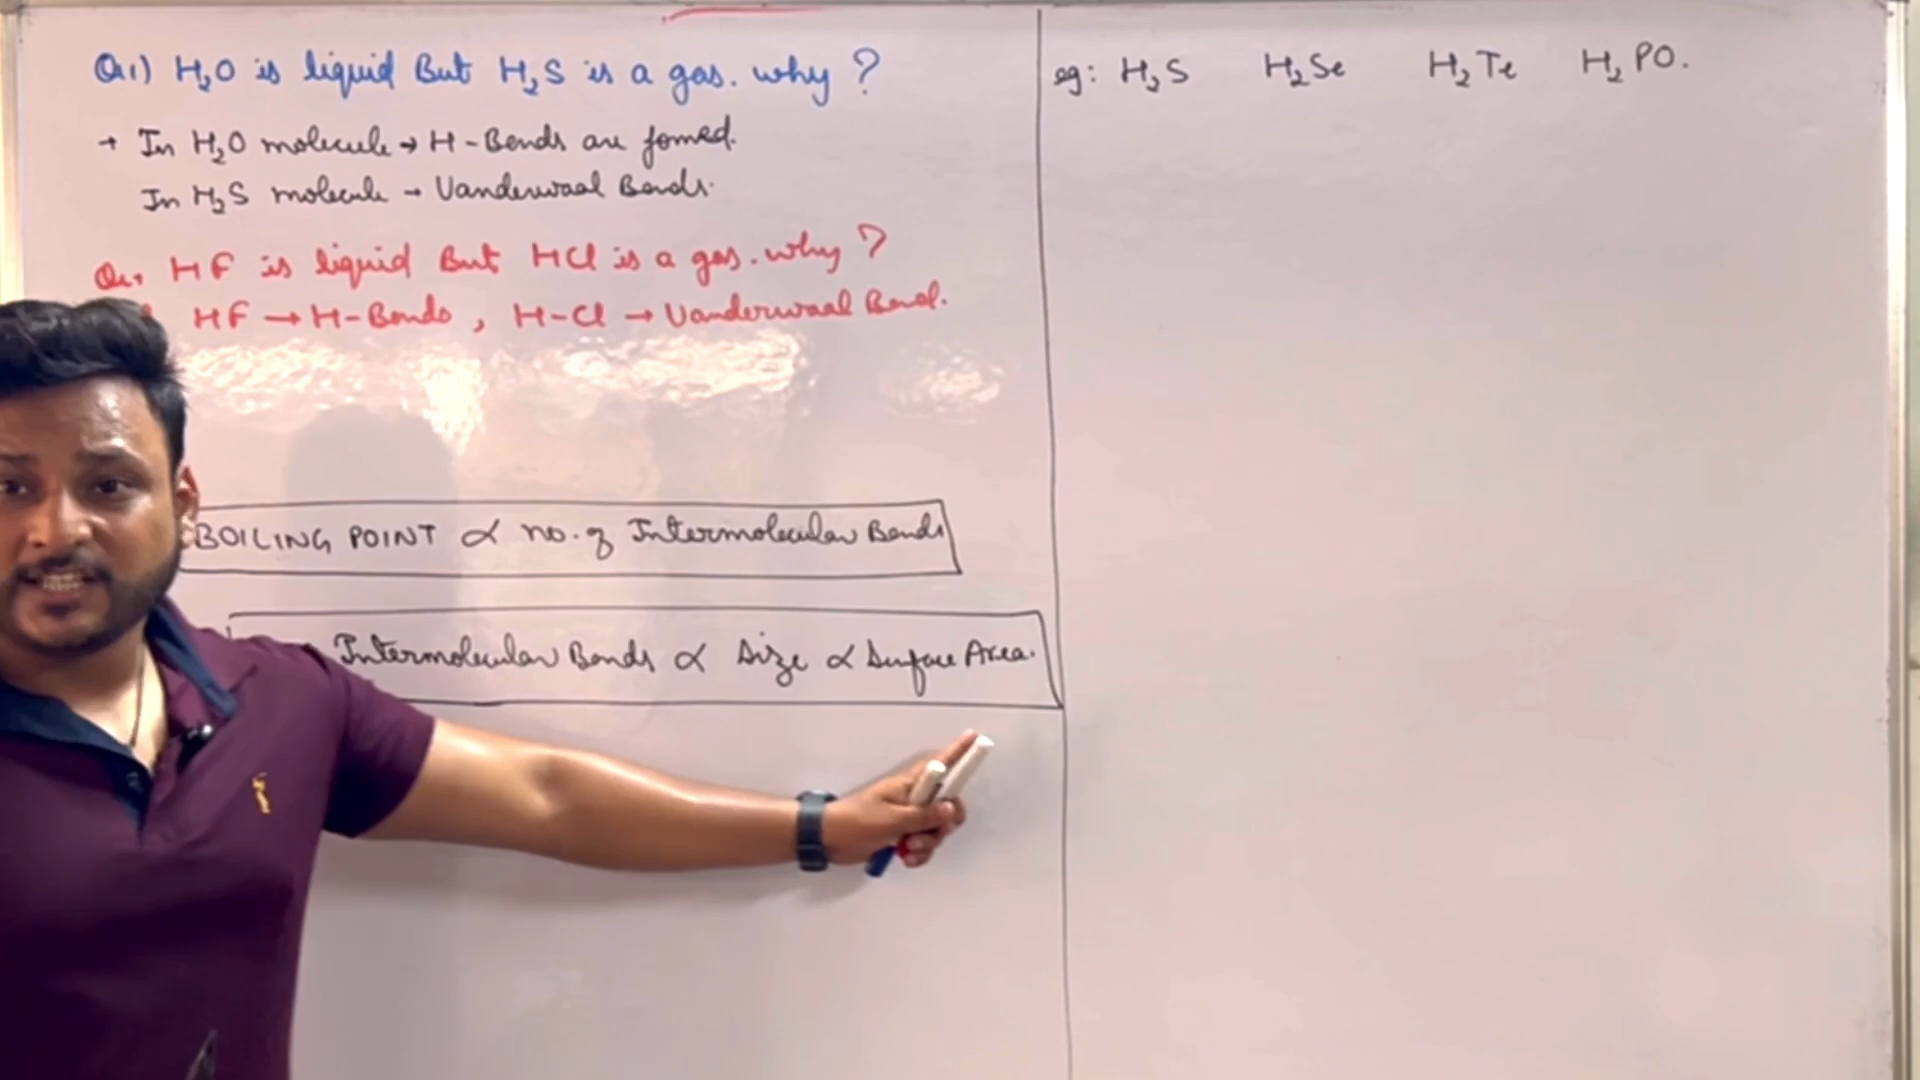 Q1) H₂O is liquid But H₂S is a gas. why ?
→ In H₂O molecule → H-Bonds are formed.
In H₂S molecule → Vanderwaal Bonds.
HF is liquid But HCl is a gas. why ?
HF → H-Bonds , H-Cl → Vanderwaal Bond.
BOILING POINT ∝ no. of Intermolecular Bonds
Intermolecular Bonds ∝ Size ∝ Surface Area.
eg: H₂S H₂Se H₂Te H₂PO.